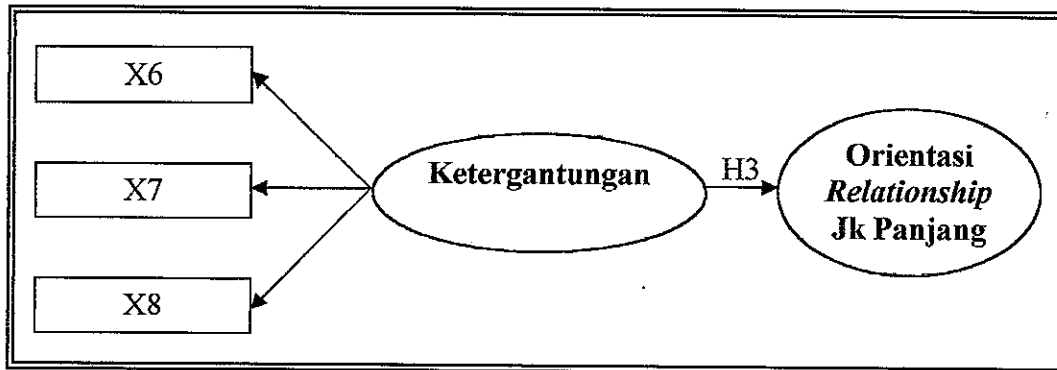 X6
X7
X8
Ketergantungan
H3
Orientasi
Relationship
Jk Panjang